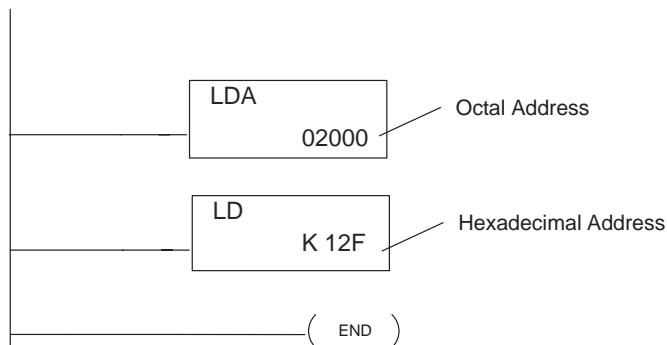 LDA
02000
Octal Address
LD
K 12F
Hexadecimal Address
END